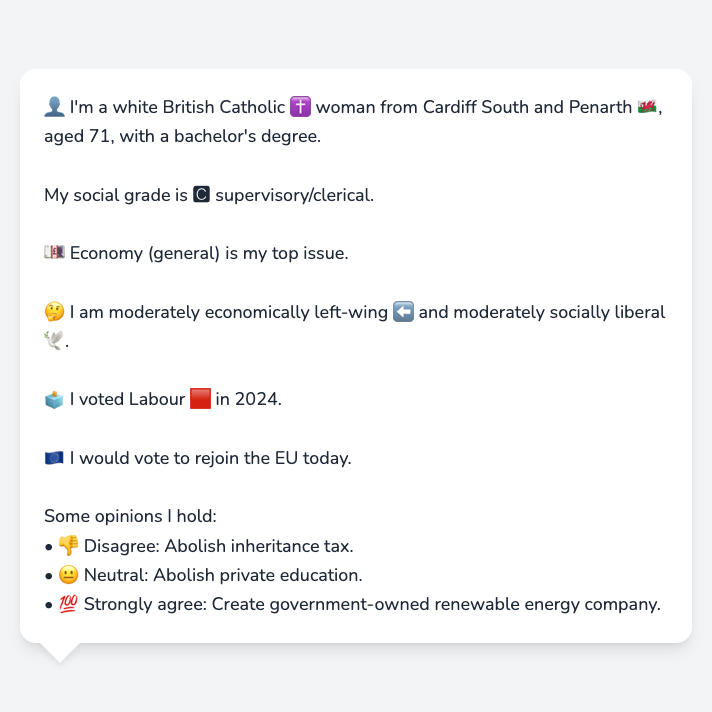 👤 I'm a white British Catholic ✝️ woman from Cardiff South and Penarth 🏴󠁧󠁢󠁷󠁬󠁳󠁿,
aged 71, with a bachelor's degree.
My social grade is 🅲 supervisory/clerical.
💷 Economy (general) is my top issue.
🤔 I am moderately economically left-wing ⬅️ and moderately socially liberal
🕊️.
🗳️ I voted Labour 🟥 in 2024.
🇪🇺 I would vote to rejoin the EU today.
Some opinions I hold:
• 👎 Disagree: Abolish inheritance tax.
• 😐 Neutral: Abolish private education.
• 💯 Strongly agree: Create government-owned renewable energy company.